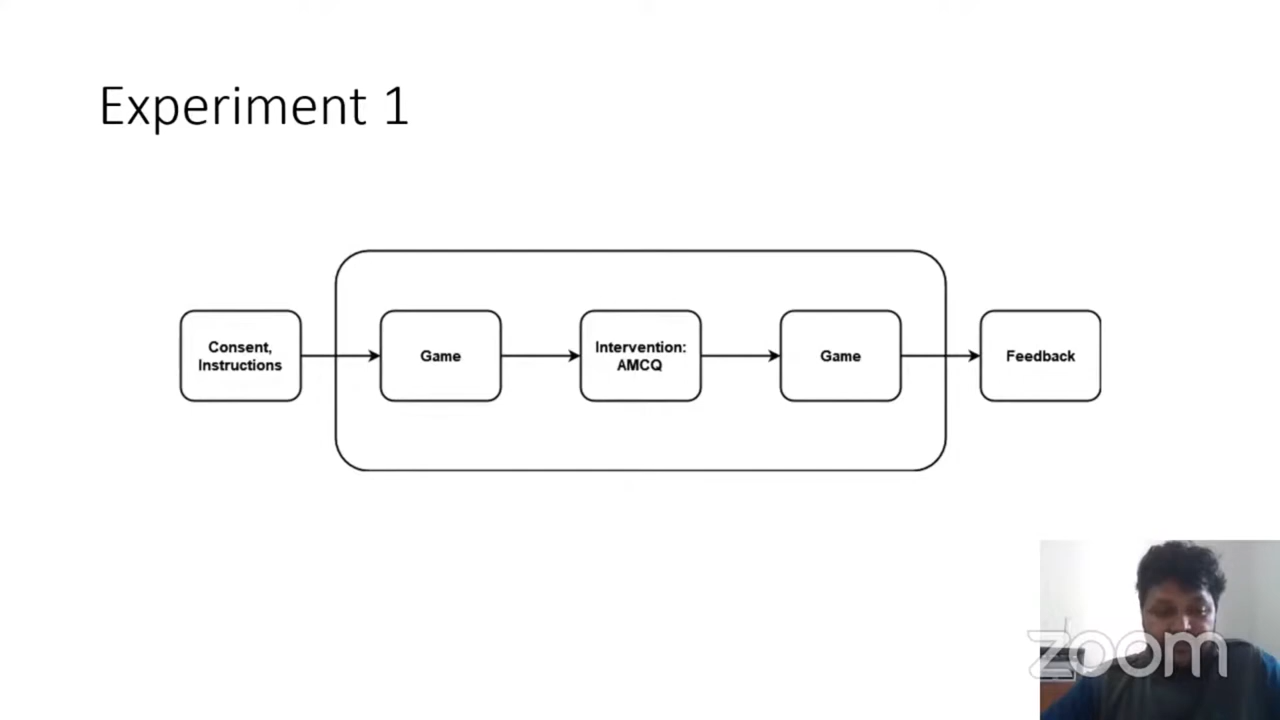 Experiment 1
Consent,
Instructions
Game
Intervention:
AMCQ
Game
Feedback
zoom